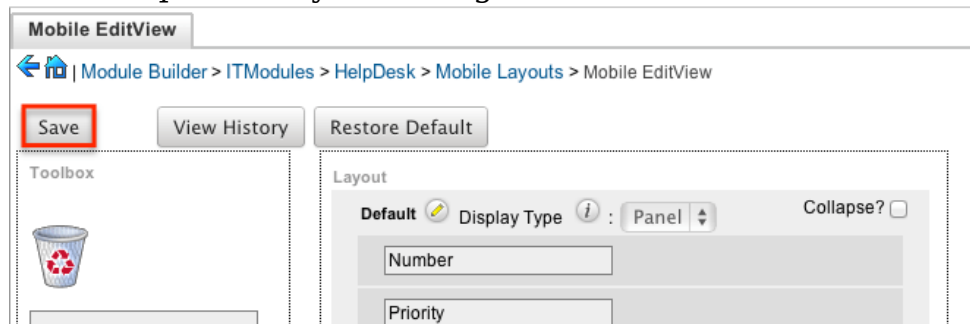 Mobile EditView
| Module Builder > ITModules > HelpDesk > Mobile Layouts > Mobile EditView
Save View History Restore Default
Toolbox
Layout
Default Display Type i : Panel Collapse?
Number
Priority